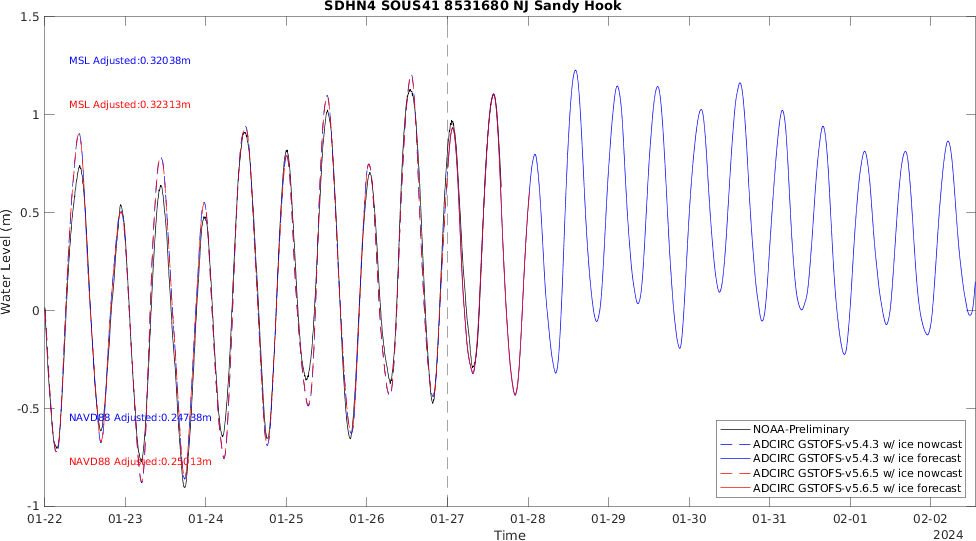 SDHN4 SOUS41 8531680 NJ Sandy Hook
1.5
MSL Adjusted:0.32038m
MSL Adjusted:0.32313m
1
0.5
0
-0.5
-1
Water Level (m)
NAVD88 Adjusted:0.24738m
NAVD88 Adjusted:0.25013m
NOAA-Preliminary
ADCIRC GSTOFS-v5.4.3 w/ ice nowcast
ADCIRC GSTOFS-v5.4.3 w/ ice forecast
ADCIRC GSTOFS-v5.6.5 w/ ice nowcast
ADCIRC GSTOFS-v5.6.5 w/ ice forecast
01-22 01-23 01-24 01-25 01-26 01-27 01-28 01-29 01-30 01-31 02-01 02-02
Time
2024